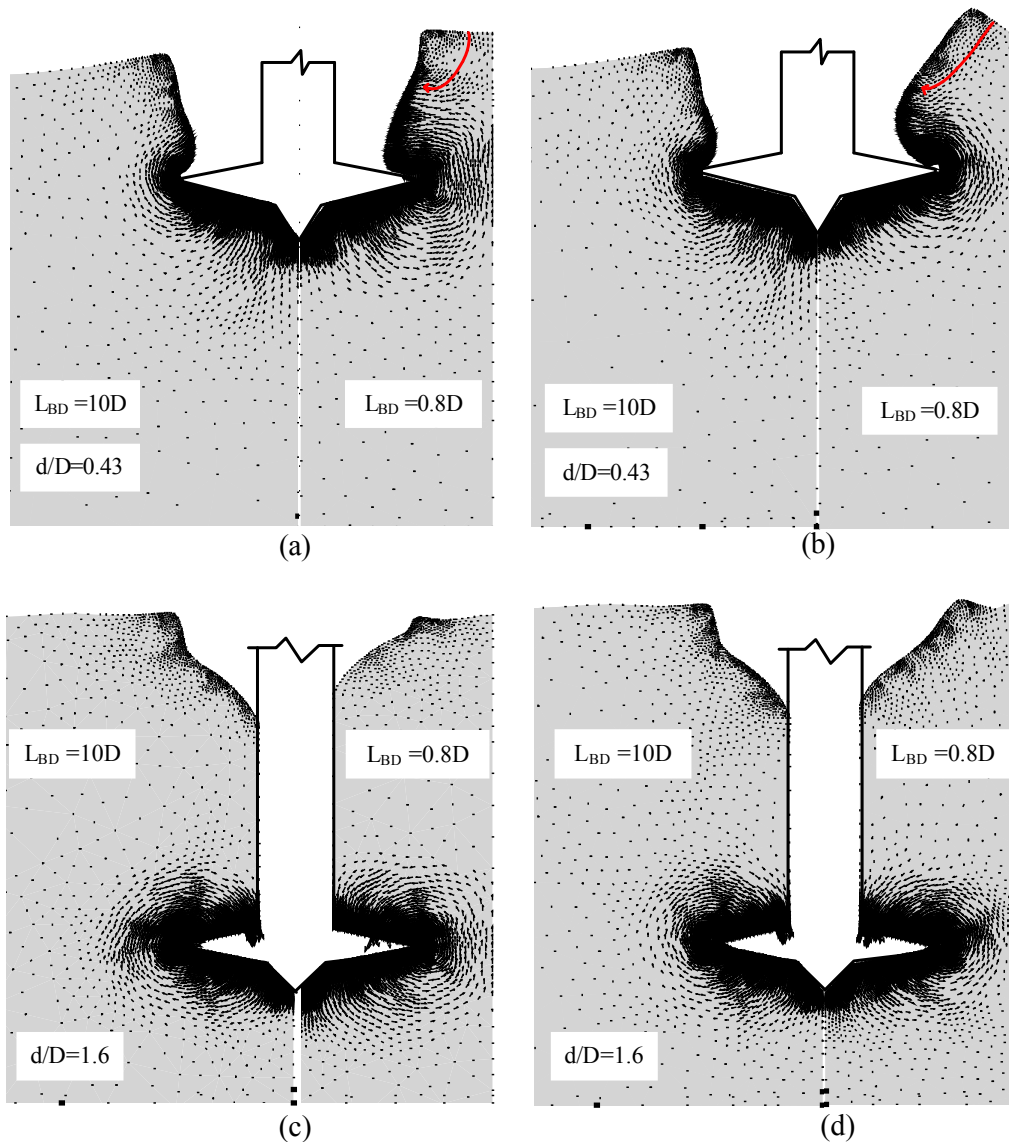 L_BD =10D
L_BD =0.8D
d/D=0.43
(a)
L_BD =10D
L_BD =0.8D
d/D=0.43
(b)
L_BD =10D
L_BD =0.8D
d/D=1.6
(c)
L_BD =10D
L_BD =0.8D
d/D=1.6
(d)